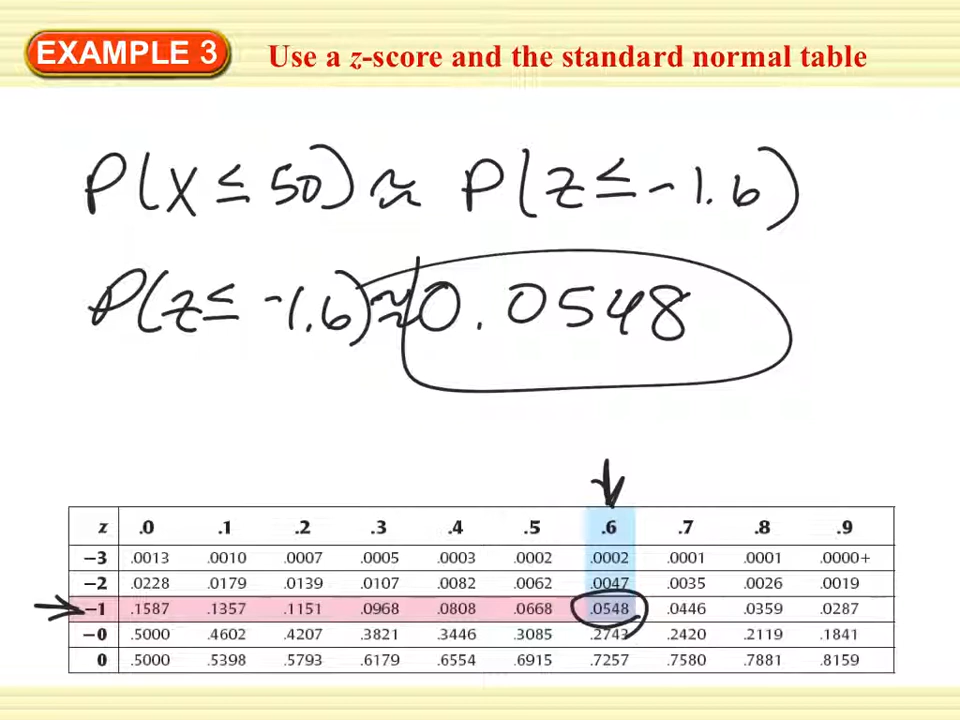 EXAMPLE 3 Use a z-score and the standard normal table
P(X ≤ 50) ≈ P(z ≤ -1.6)
P(z ≤ -1.6) ≈ 0.0548
z .0 .1 .2 .3 .4 .5 .6 .7 .8 .9
−3 .0013 .0010 .0007 .0005 .0003 .0002 .0002 .0001 .0001 .0000+
−2 .0228 .0179 .0139 .0107 .0082 .0062 .0047 .0035 .0026 .0019
−1 .1587 .1357 .1151 .0968 .0808 .0668 .0548 .0446 .0359 .0287
−0 .5000 .4602 .4207 .3821 .3446 .3085 .2743 .2420 .2119 .1841
0 .5000 .5398 .5793 .6179 .6554 .6915 .7257 .7580 .7881 .8159